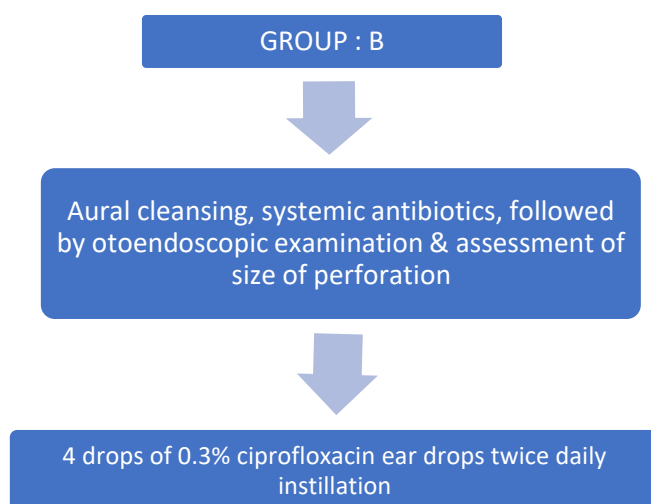 GROUP : B
Aural cleansing, systemic antibiotics, followed
by otoendoscopic examination & assessment of
size of perforation
4 drops of 0.3% ciprofloxacin ear drops twice daily
instillation